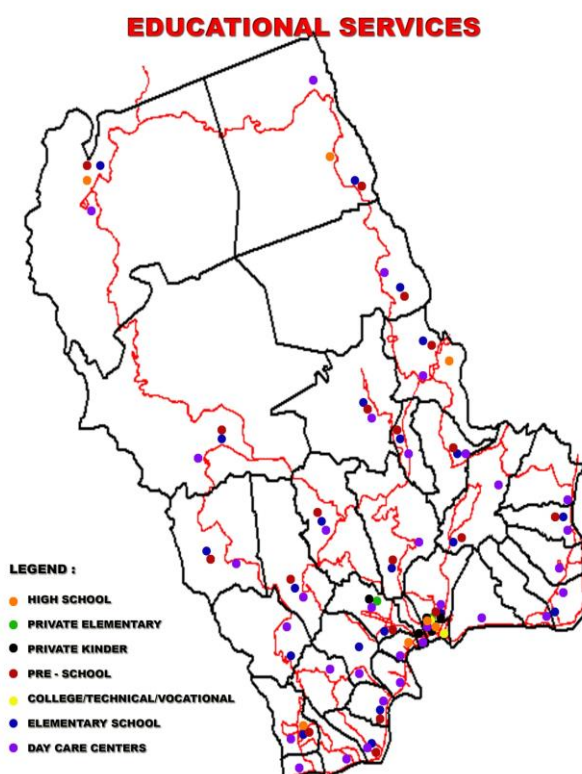 EDUCATIONAL SERVICES
LEGEND :
HIGH SCHOOL
PRIVATE ELEMENTARY
PRIVATE KINDER
PRE - SCHOOL
COLLEGE/TECHNICAL/VOCATIONAL
ELEMENTARY SCHOOL
DAY CARE CENTERS